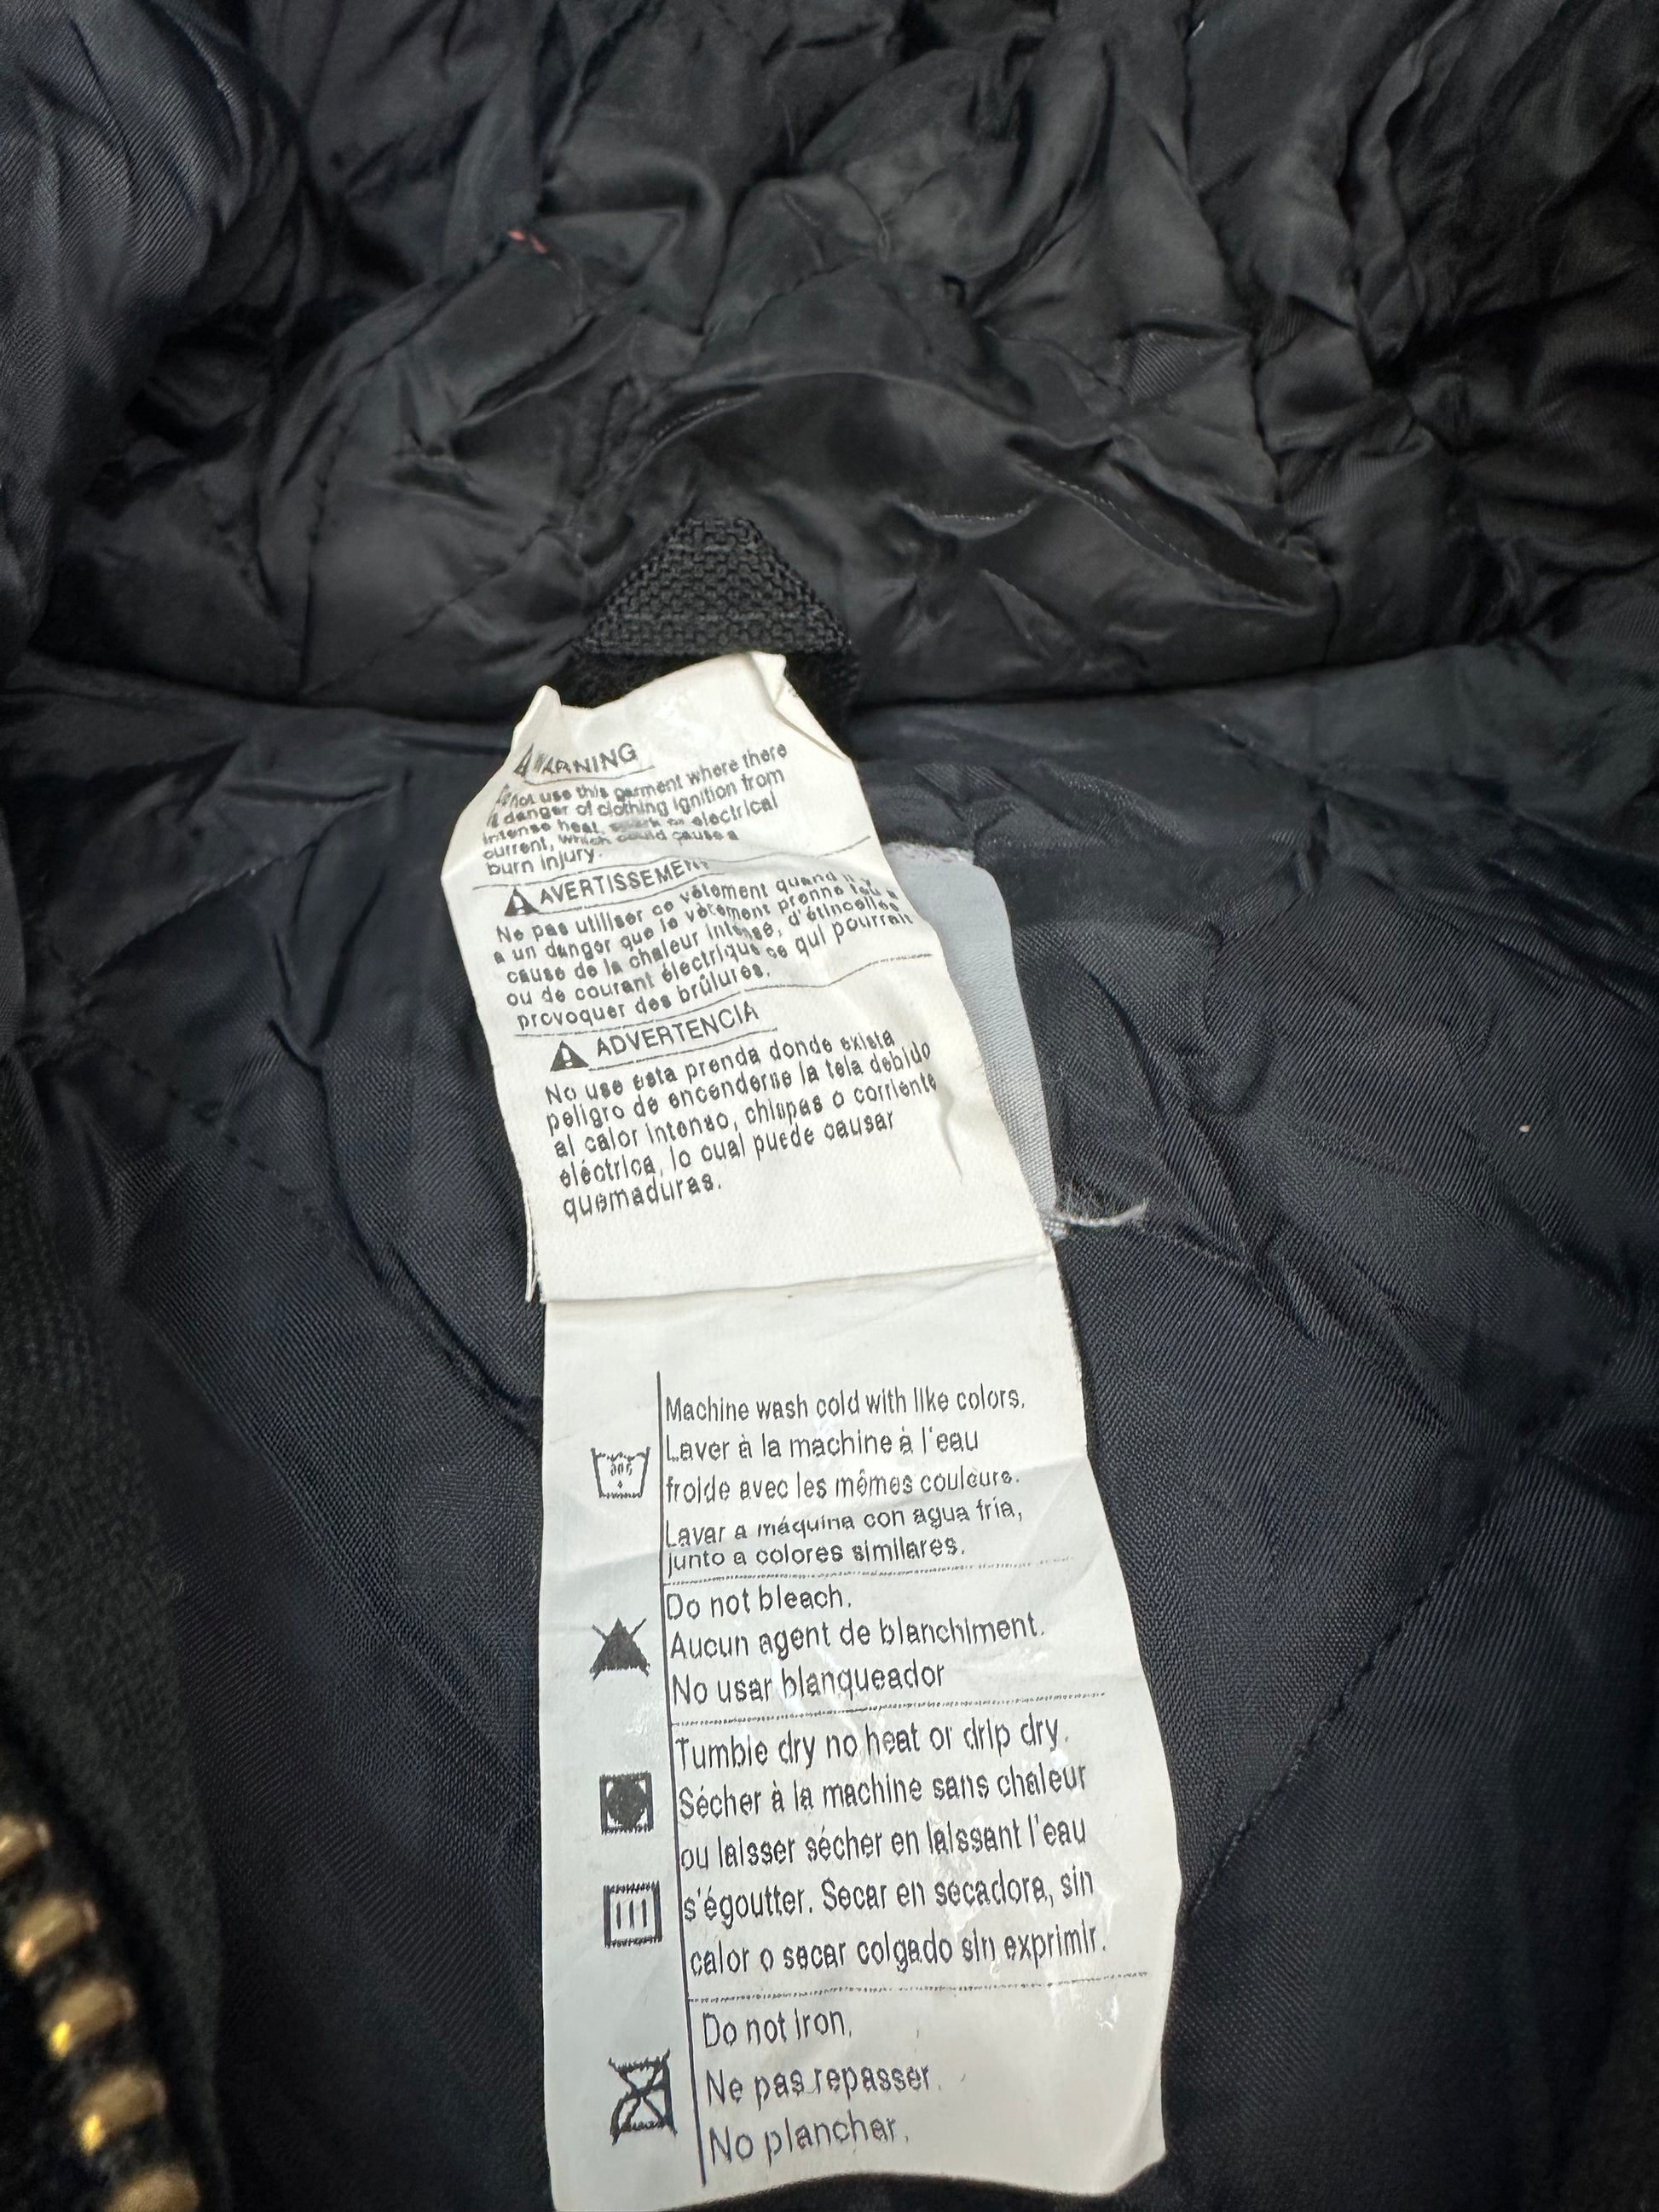 WARNING
Do not use this garment where there
is danger of clothing ignition from
intense heat, spark or electrical
current, which could cause a
burn injury.
AVERTISSEMENT
Ne pas utiliser ce vêtement quand il y
a un danger que le vêtement prenne feu à
cause de la chaleur intense, d'étincelles
ou de courant électrique ce qui pourrait
provoquer des brûlures.
ADVERTENCIA
No use esta prenda donde exista
peligro de encenderse la tela debido
al calor intenso, chispas o corriente
eléctrica, lo cual puede causar
quemaduras.
Machine wash cold with like colors.
Laver à la machine à l'eau
froide avec les mêmes couleurs.
Lavar a máquina con agua fría,
junto a colores similares.
Do not bleach.
Aucun agent de blanchiment.
No usar blanqueador
Tumble dry no heat or drip dry.
Sécher à la machine sans chaleur
ou laisser sécher en laissant l'eau
s'égoutter. Secar en secadora, sin
calor o secar colgado sin exprimir.
Do not iron.
Ne pas repasser.
No planchar.